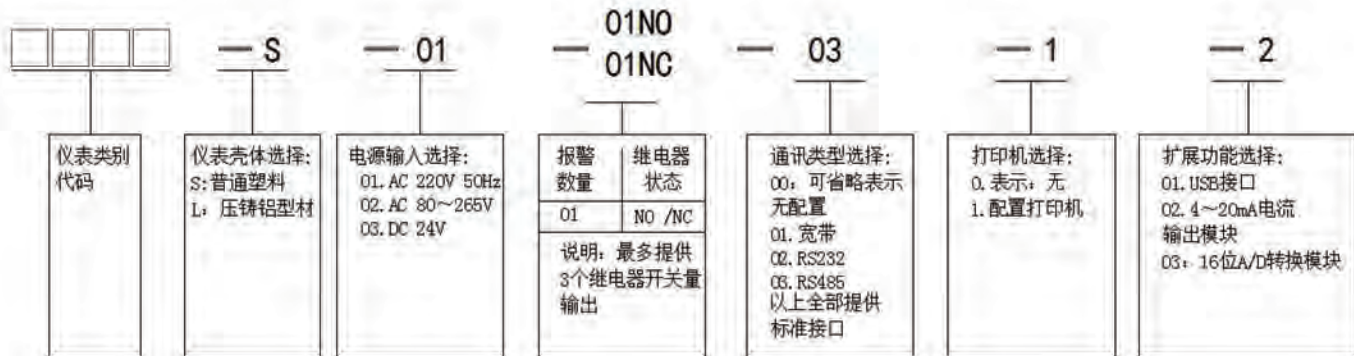 — S — 01 — 01NO — 03 — 1 — 2
01NC
仪表类别
代码
仪表壳体选择:
S:普通塑料
L: 压铸铝型材
电源输入选择:
01.AC 220V 50Hz
02.AC 80~265V
03.DC 24V
报警
数量
继电器
状态
01
NO /NC
说明: 最多提供
3个继电器开关量
输出
通讯类型选择:
00: 可省略表示
无配置
01.宽带
02.RS232
03.RS485
以上全部提供
标准接口
打印机选择:
0.表示: 无
1.配置打印机
扩展功能选择:
01.USB接口
02.4~20mA电流
输出模块
03: 16位A/D转换模块